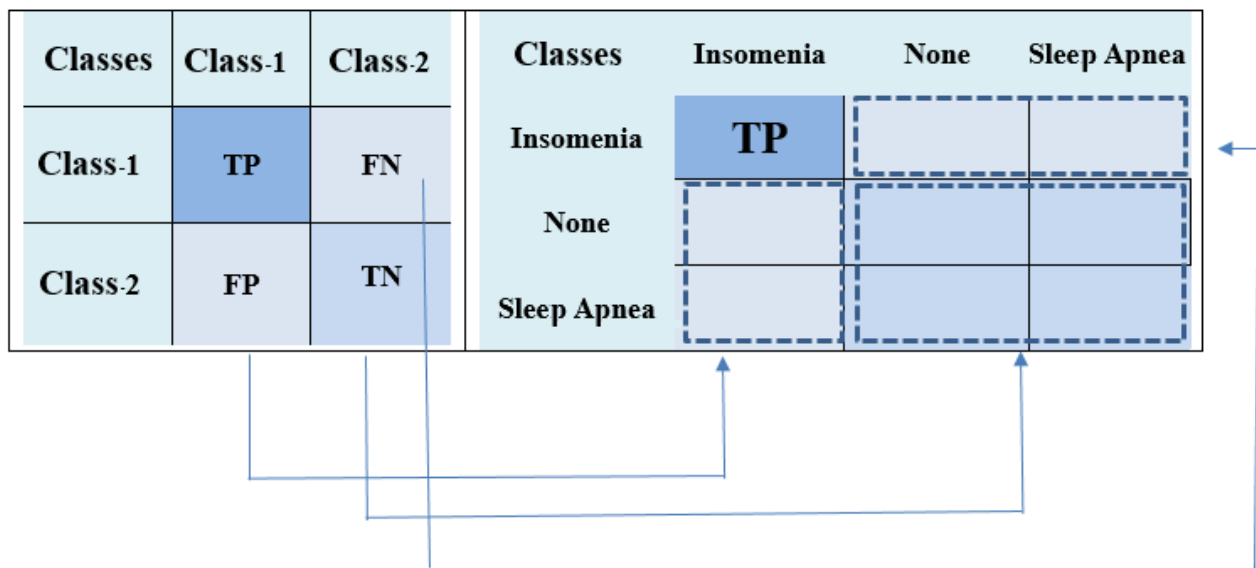 Classes Class-1 Class-2
Class-1 TP FN
Class-2 FP TN
Classes Insomenia None Sleep Apnea
Insomenia TP
None
Sleep Apnea